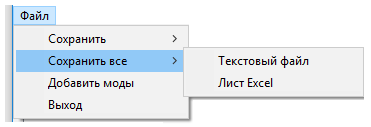 Файл
Сохранить
Сохранить все
Текстовый файл
Лист Excel
Добавить моды
Выход